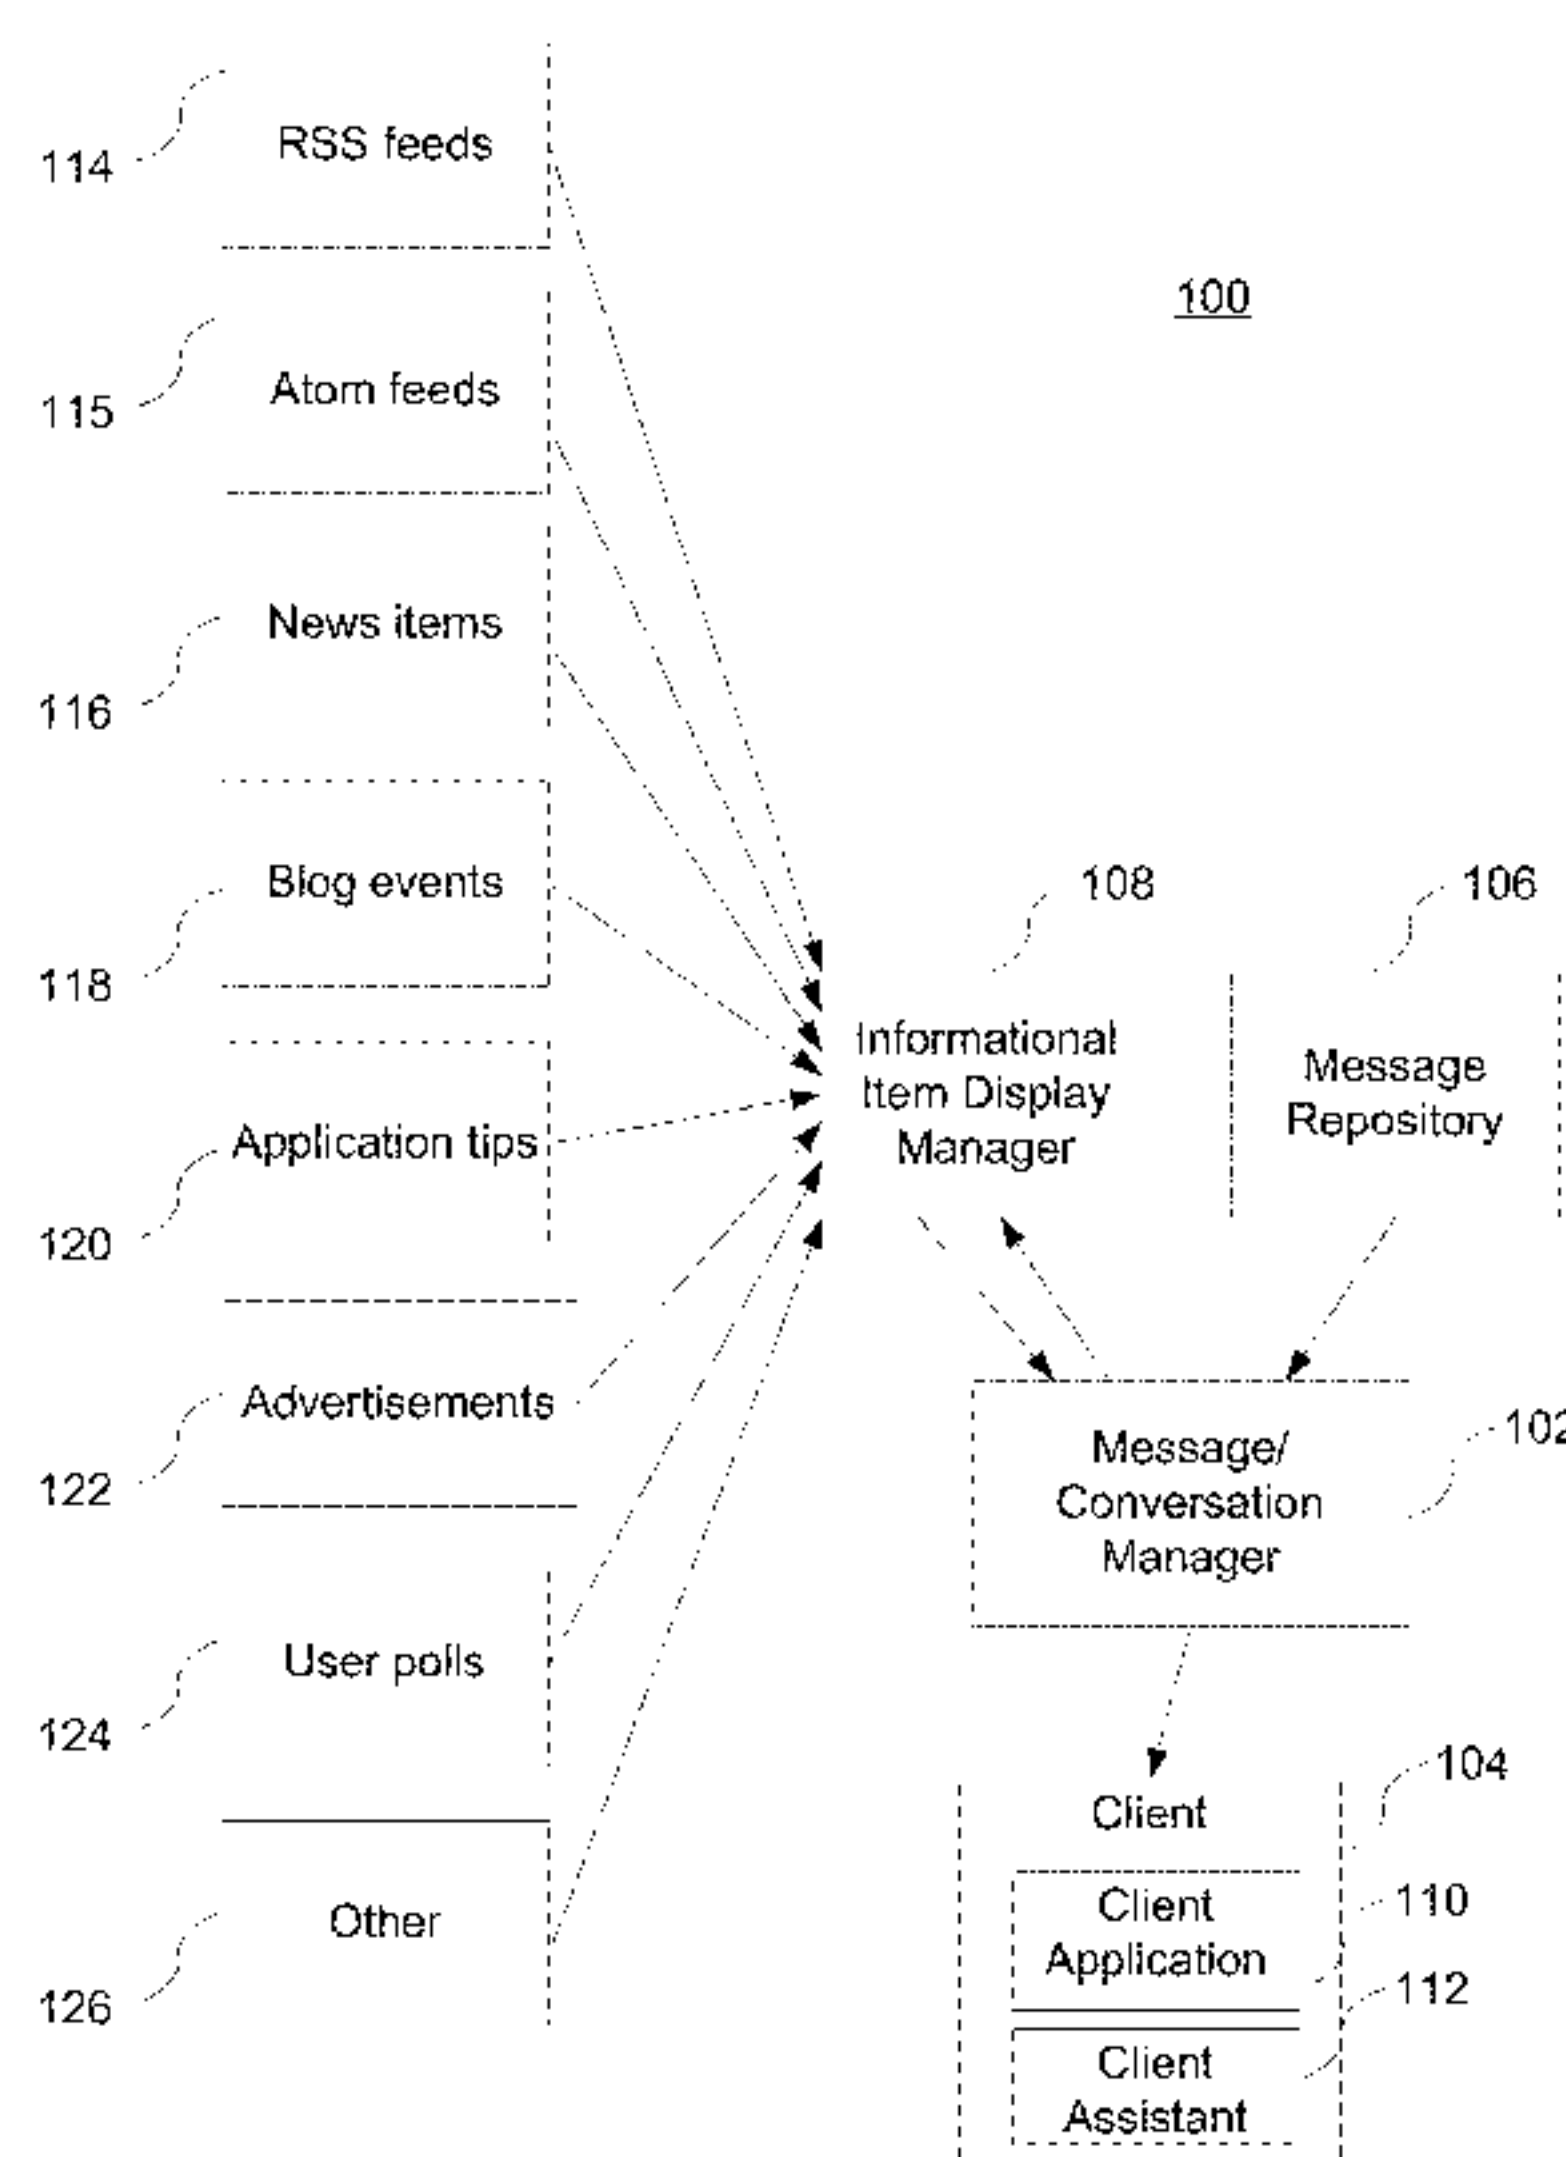 RSS feeds
114
100
Atom feeds
115
News items
116
Blog events
118
108
106
Informational
Item Display
Manager
Message
Repository
Application tips
120
Advertisements
122
Message/
Conversation
Manager
102
User polls
124
Client
104
Client
Application
110
Other
126
112
Client
Assistant